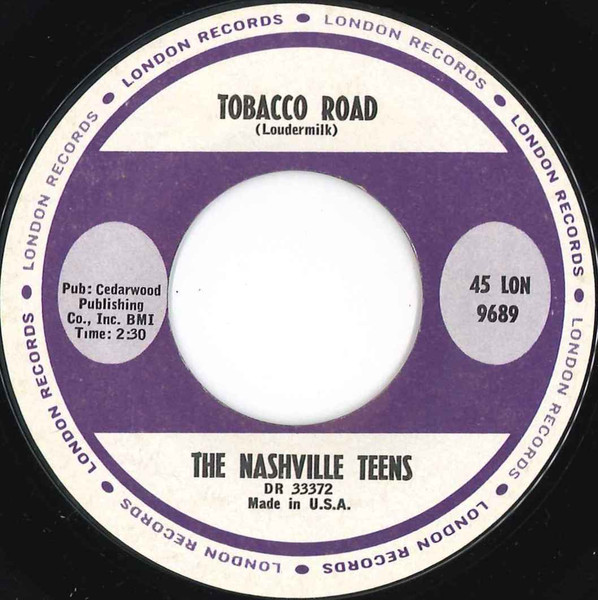 TOBACCO ROAD
(Loudermilk)
Pub: Cedarwood
Publishing
Co., Inc. BMI
Time: 2:30
45 LON
9689
THE NASHVILLE TEENS
DR 33372
Made in U.S.A.
LONDON RECORDS ● LONDON RECORDS ● LONDON RECORDS ● LONDON RECORDS ● LONDON RECORDS ● LONDON RECORDS ● LONDON RECORDS ● LONDON RECORDS ● LONDON RECORDS ●